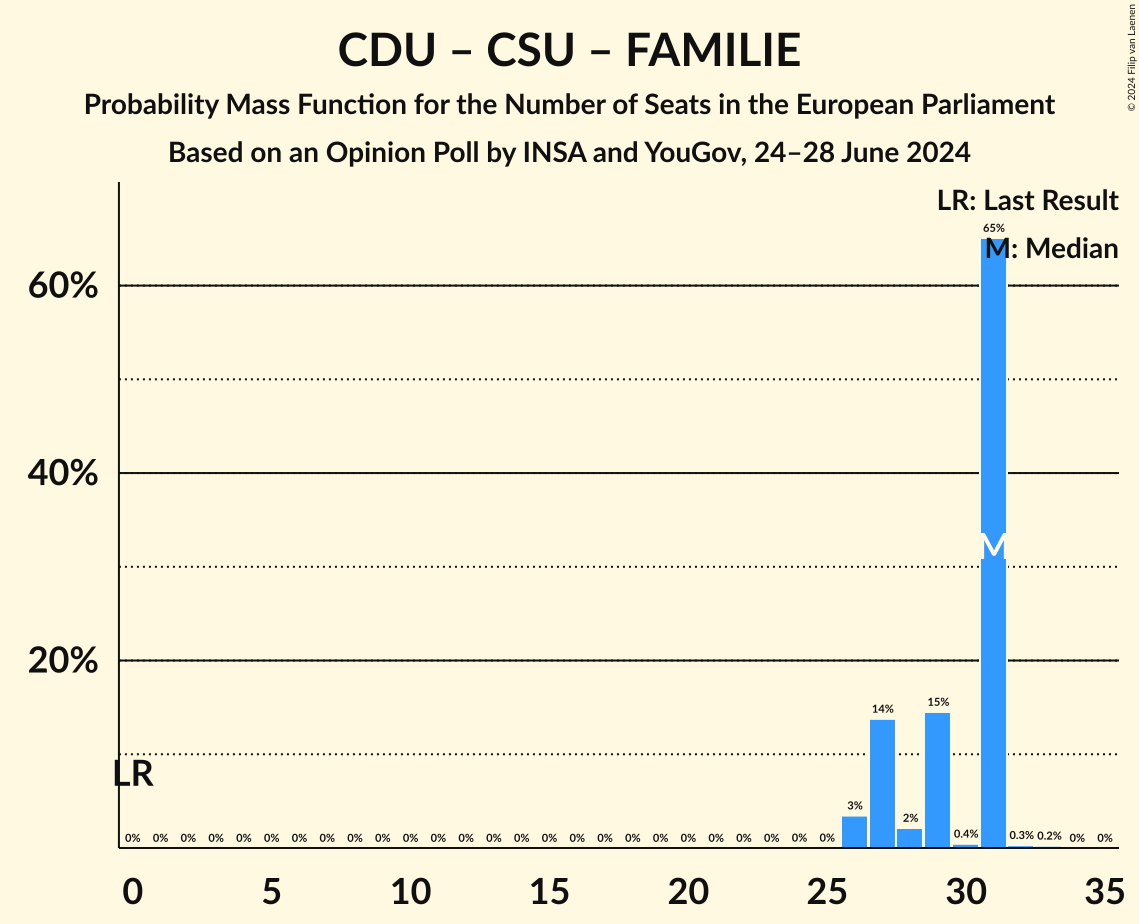 CDU – CSU – FAMILIE
Probability Mass Function for the Number of Seats in the European Parliament
Based on an Opinion Poll by INSA and YouGov, 24–28 June 2024
© 2024 Filip van Laenen
LR: Last Result
M: Median
65%
60%
40%
M
20%
15%
14%
LR
3%
2%
0% 0% 0% 0% 0% 0% 0% 0% 0% 0% 0% 0% 0% 0% 0% 0% 0% 0% 0% 0% 0% 0% 0% 0% 0% 0% 0.4% 0.3% 0.2% 0% 0%
0 5 10 15 20 25 30 35